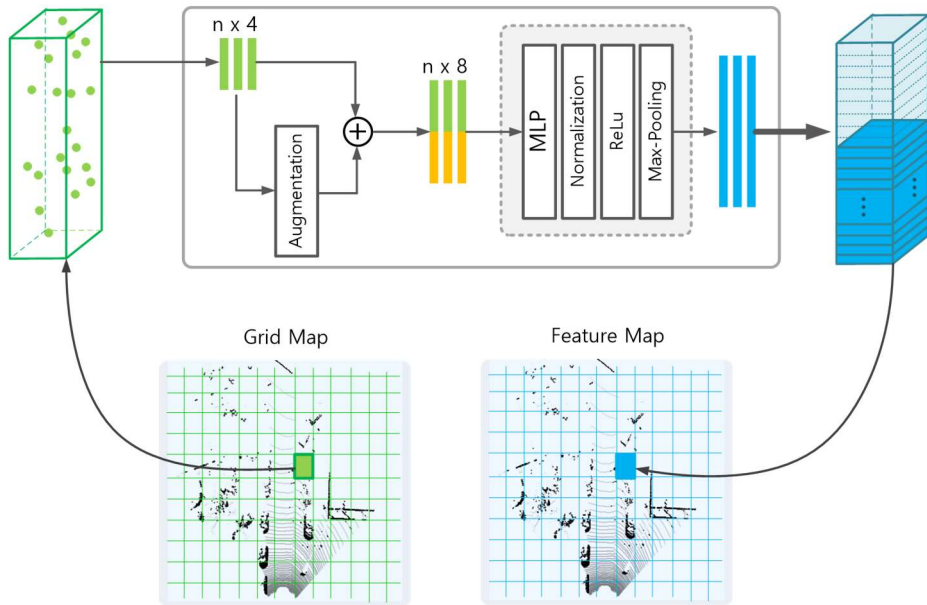 n x 4
n x 8
Augmentation
MLP
Normalization
ReLu
Max-Pooling
Grid Map
Feature Map